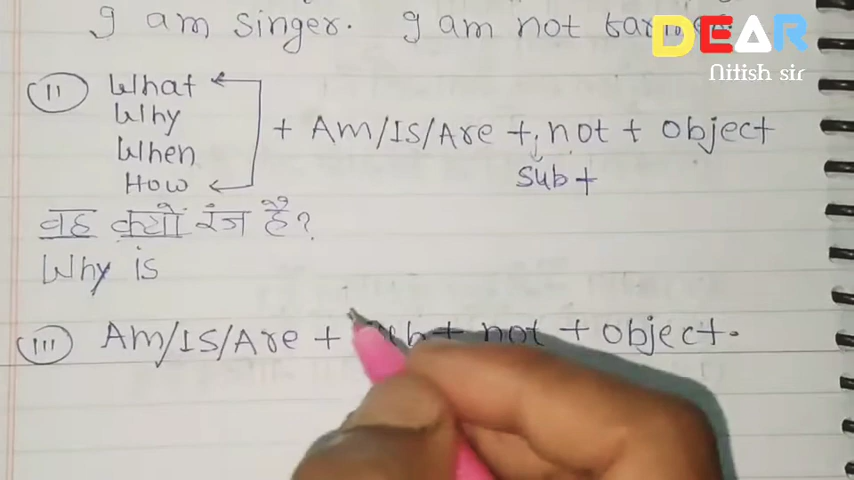 I am singer. I am not
DEAR
Nitish sir
(II) What
Why
When
How
+ Am/Is/Are + , not + object
Sub +
वह क्यों रंज है?
Why is
(III) Am/Is/Are + Sub + not + object.